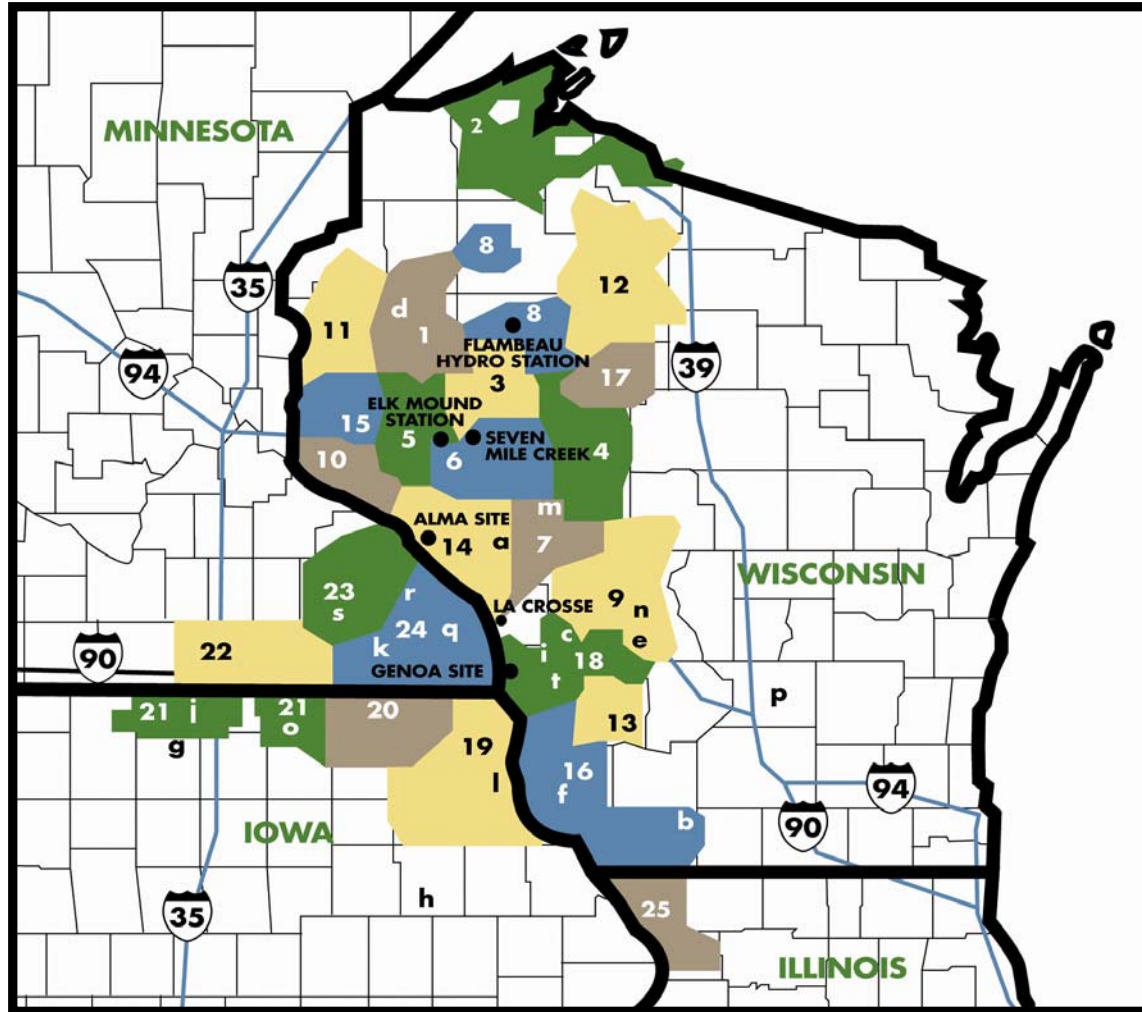 2
MINNESOTA
8
35
12
d
11
1
8
FLAMBEAU
HYDRO STATION
94
39
3
17
ELK MOUND
STATION
15
5
SEVEN
MILE CREEK
4
6
10
m
ALMA SITE
14
a
7
WISCONSIN
23
s
r
LA CROSSE
9
n
24
q
c
e
k
i
18
90
22
GENOA SITE
t
p
21
j
21
o
20
13
g
19
l
16
f
94
IOWA
b
90
h
35
25
ILLINOIS